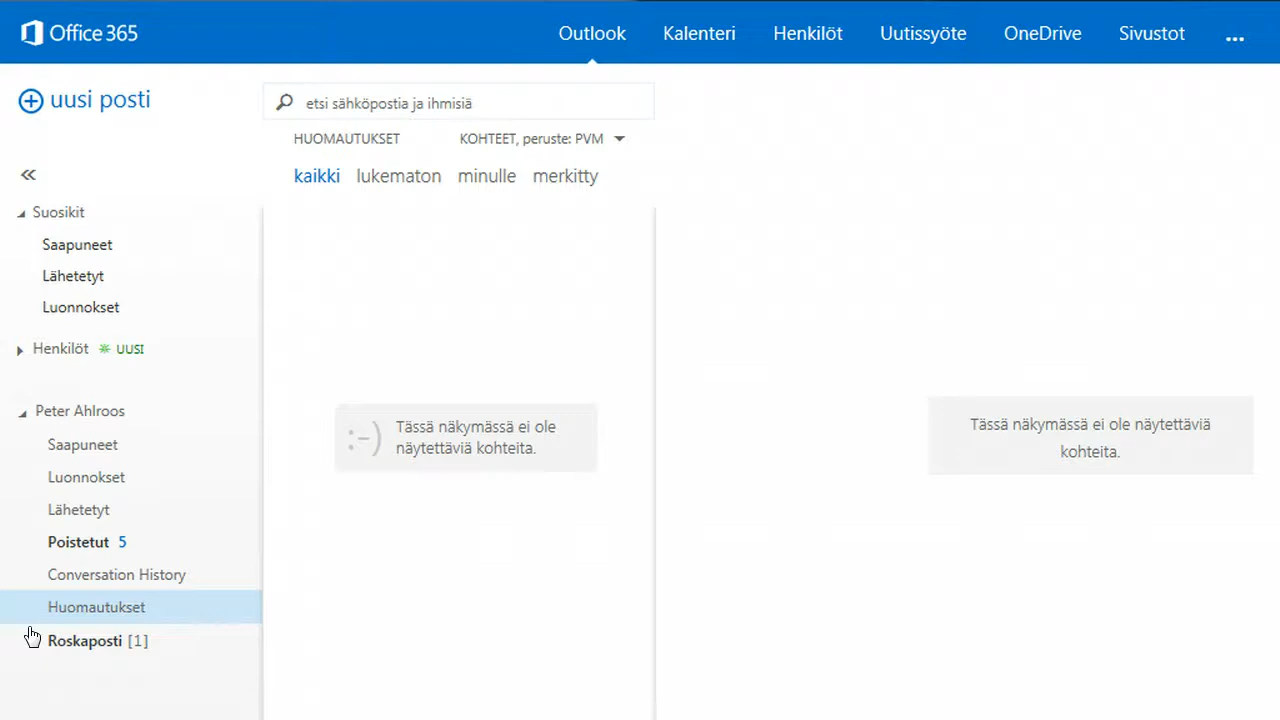 Office 365
Outlook
Kalenteri
Henkilöt
Uutissyöte
OneDrive
Sivustot
...
uusi posti
etsi sähköpostia ja ihmisiä
HUOMAUTUKSET
KOHTEET, peruste: PVM
kaikki
lukematon
minulle
merkitty
Suosikit
Saapuneet
Lähetetyt
Luonnokset
Henkilöt UUSI
Peter Ahlroos
Saapuneet
Luonnokset
Lähetetyt
Poistetut 5
Conversation History
Huomautukset
Roskaposti [1]
:-)
Tässä näkymässä ei ole
näytettäviä kohteita.
Tässä näkymässä ei ole näytettäviä
kohteita.